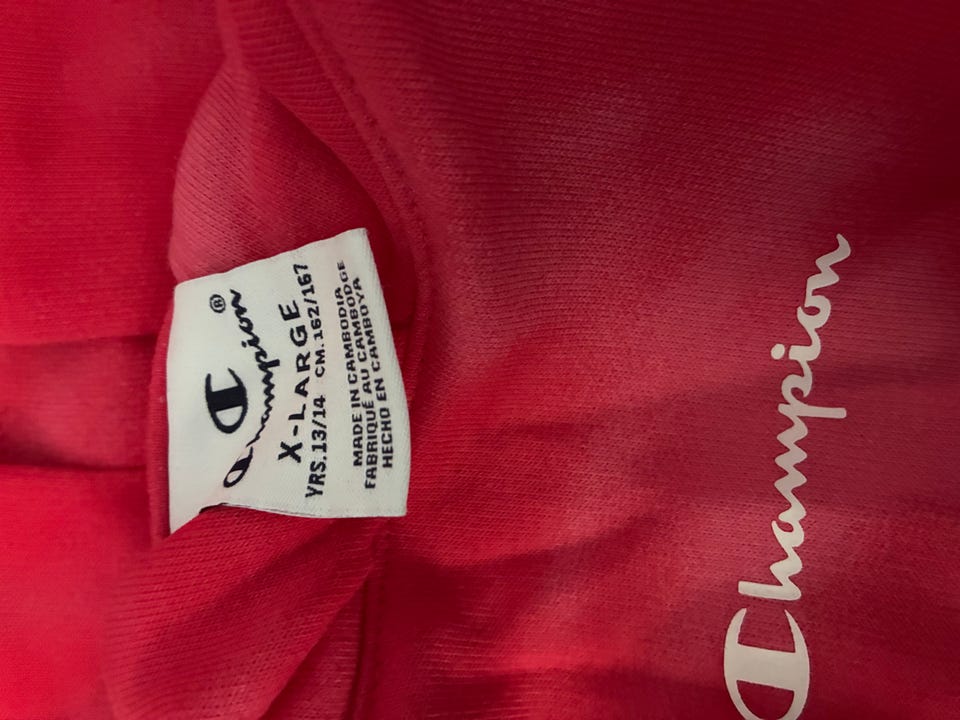 Champion®
X-LARGE
YRS.13/14 CM.162/167
MADE IN CAMBODIA
FABRIQUÉ AU CAMBODGE
HECHO EN CAMBOYA
Champion